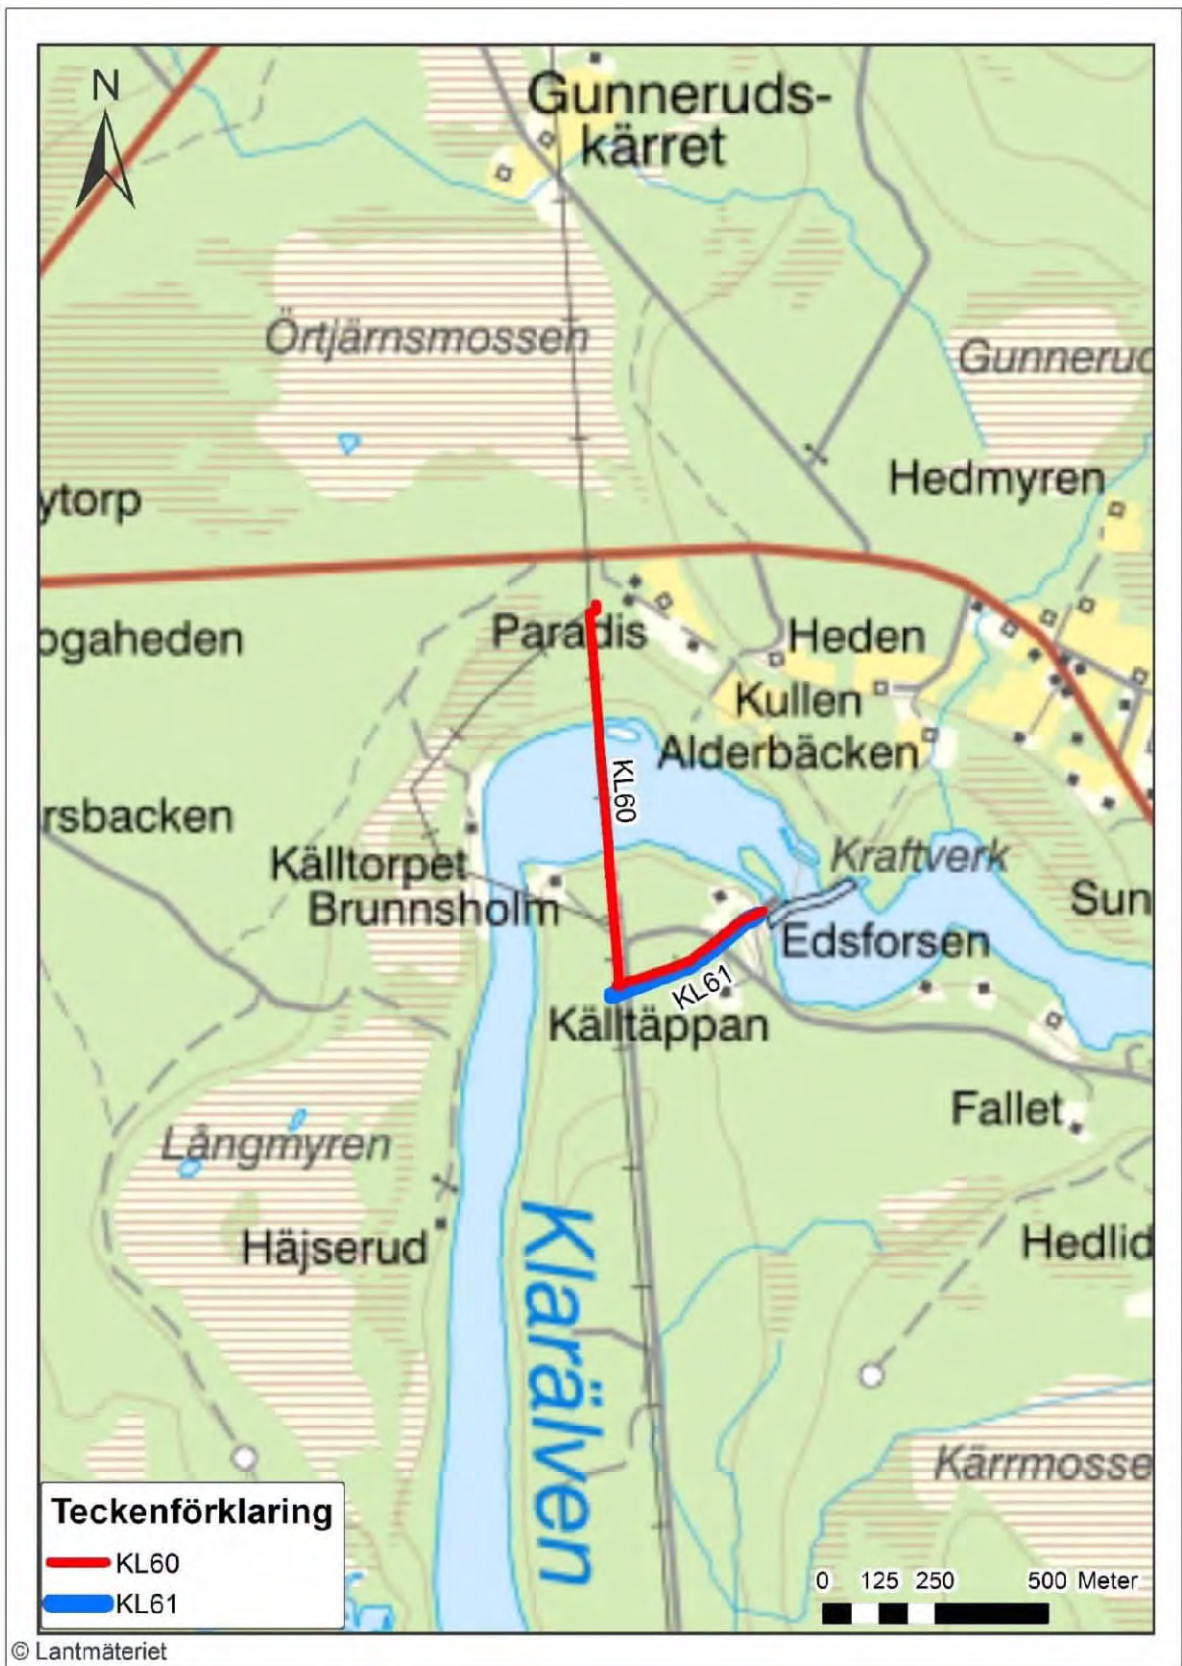 N
Gunneruds-
kärret
Örtjärnsmossen
Gunnerud
Hedmyren
ytorp
Paradis
Heden
ogaheden
Kullen
Alderbäcken
KL60
rsbacken
Kraftverk
Källtorpet
Brunnsholm
Sun
Edsforsen
KL61
Källtäppan
Fallet
Långmyren
Häjserud
Hedlid
Klarälven
Kärrmosse
Teckenförklaring
KL60
KL61
0 125 250 500 Meter
© Lantmäteriet